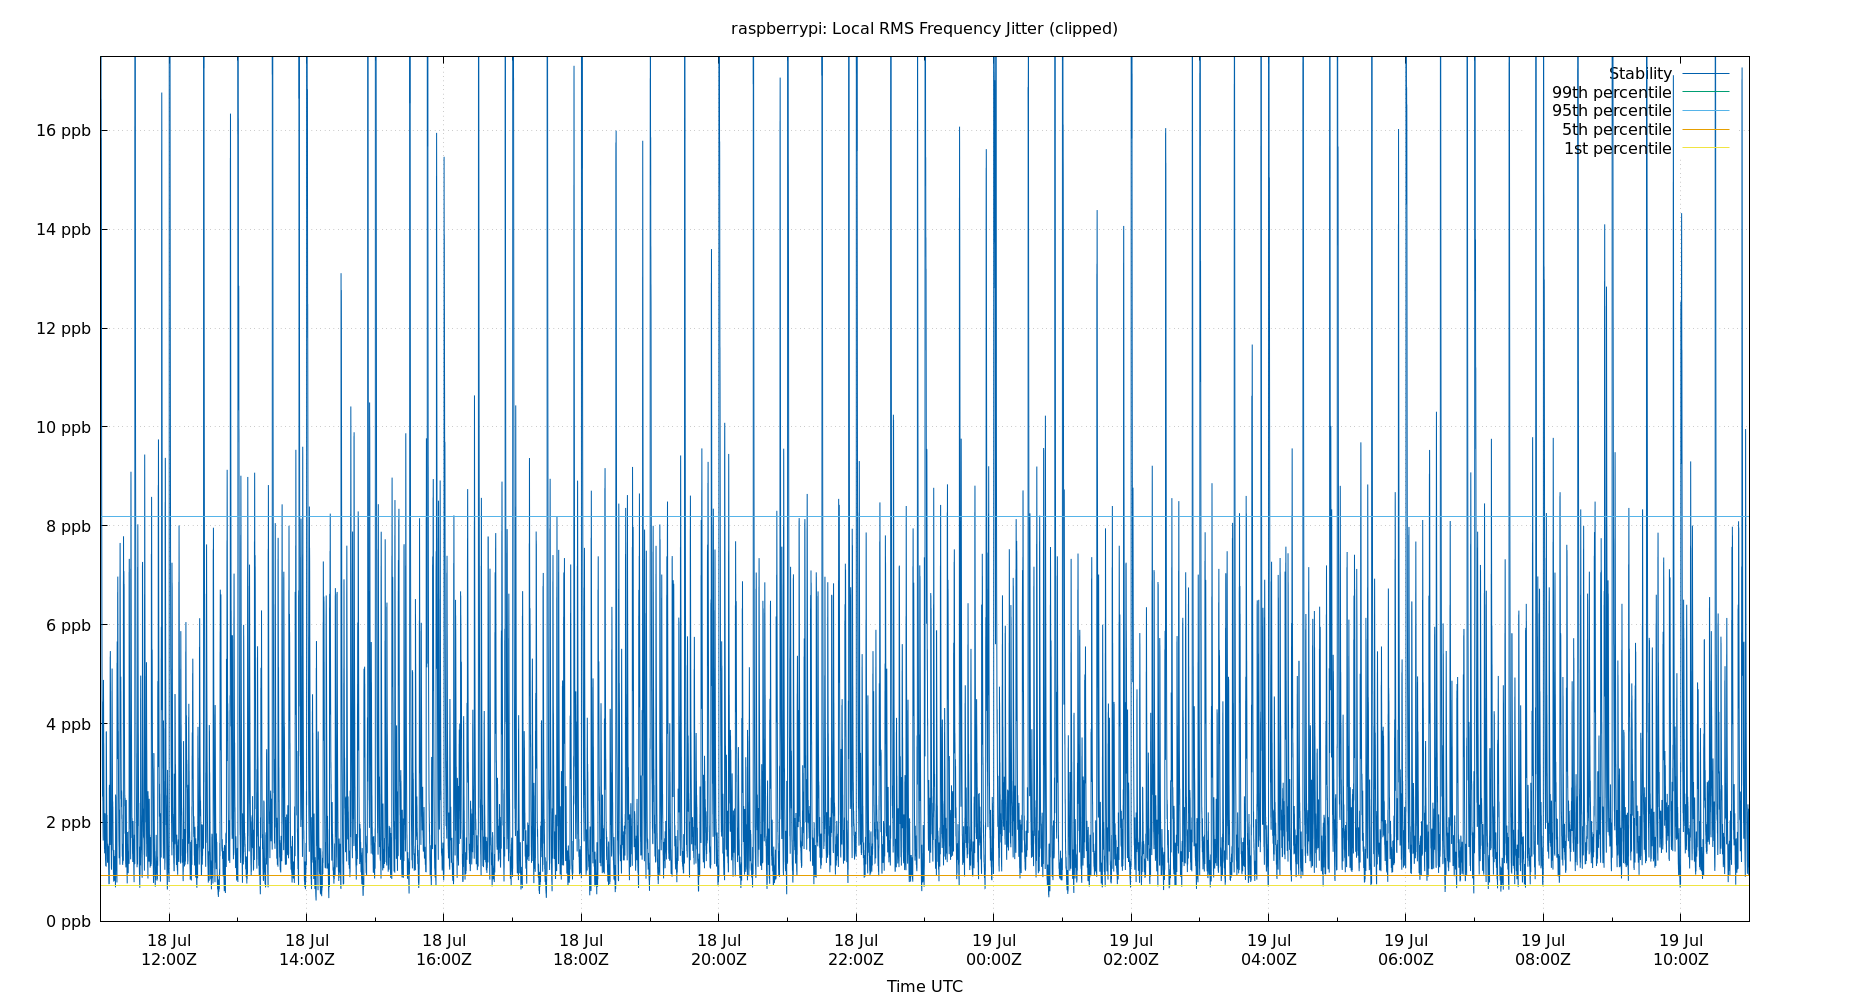 raspberrypi: Local RMS Frequency Jitter (clipped)
Stability
99th percentile
95th percentile
5th percentile
1st percentile
16 ppb
14 ppb
12 ppb
10 ppb
8 ppb
6 ppb
4 ppb
2 ppb
0 ppb
18 Jul 18 Jul 18 Jul 18 Jul 18 Jul 18 Jul 19 Jul 19 Jul 19 Jul 19 Jul 19 Jul 19 Jul
12:00Z 14:00Z 16:00Z 18:00Z 20:00Z 22:00Z 00:00Z 02:00Z 04:00Z 06:00Z 08:00Z 10:00Z
Time UTC